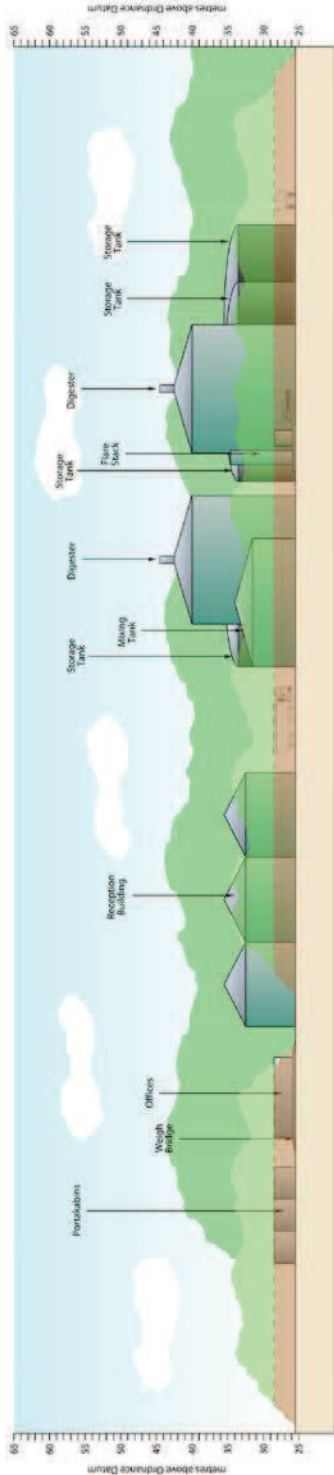 metres above Ordnance Datum
65
60
55
50
45
40
35
30
25
Portakabins
Weigh
Bridge
Offices
Reception
Building
Storage
Tank
Mixing
Tank
Digester
Storage
Tank
Flare
Stack
Digester
Storage
Tank
Storage
Tank
65
60
55
50
45
40
35
30
25
metres above Ordnance Datum